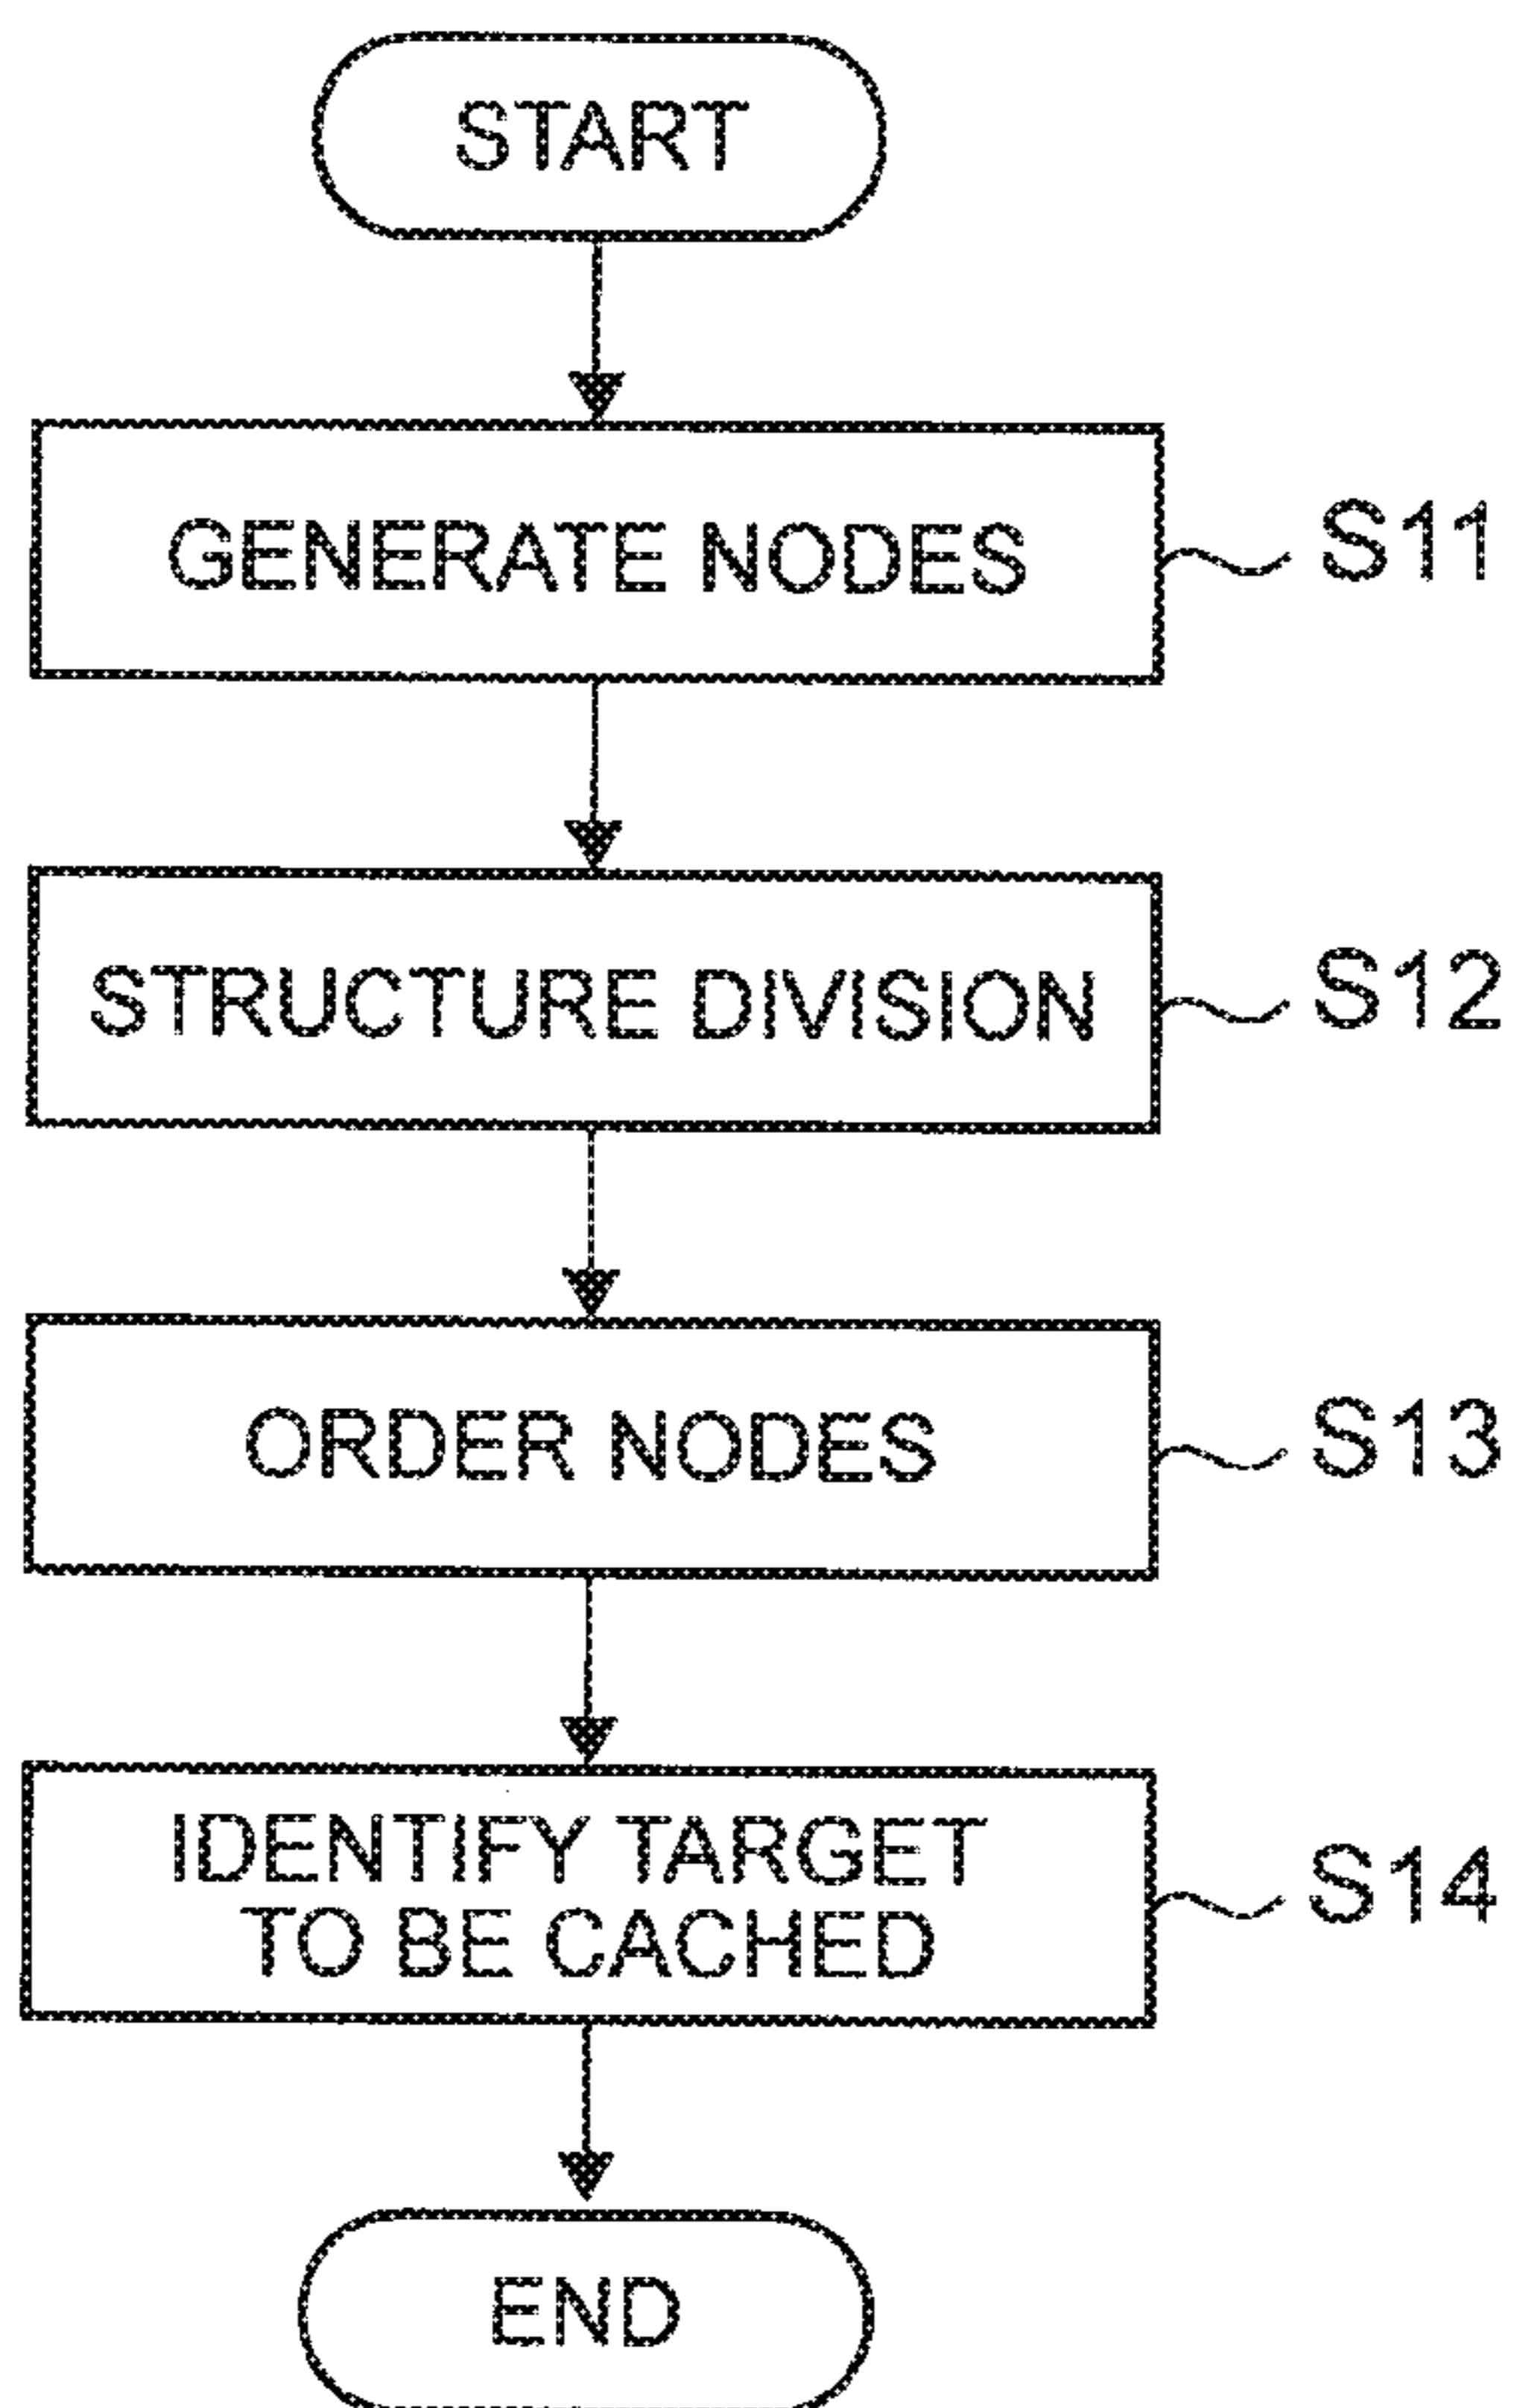 START
GENERATE NODES
S11
STRUCTURE DIVISION
S12
ORDER NODES
S13
IDENTIFY TARGET
TO BE CACHED
S14
END